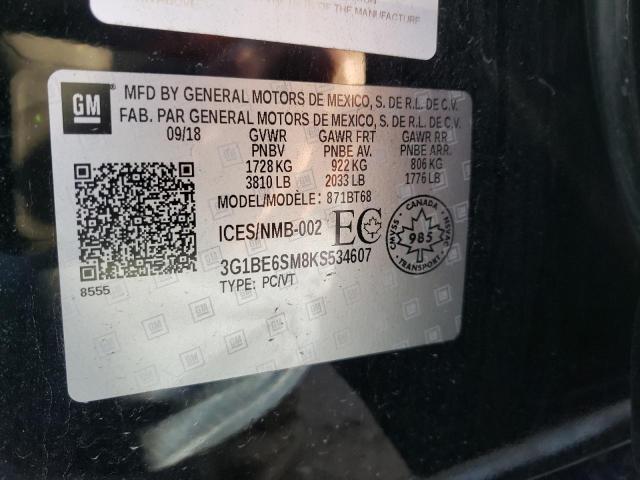 OF THE MANUFACTURE
GM
MFD BY GENERAL MOTORS DE MEXICO, S. DE R.L. DE C.V.
FAB. PAR GENERAL MOTORS DE MEXICO, S. DE R.L. DE C.V.
09/18 GVWR GAWR FRT GAWR RR
PNBV PNBE AV. PNBE ARR.
1728 KG 922 KG 806 KG
3810 LB 2033 LB 1776 LB
MODEL/MODÈLE: 871BT68
ICES/NMB-002 EC
CANADA
CMVSS 985 NSVAC
TRANSPORT
3G1BE6SM8KS534607
TYPE: PC/VT
8555